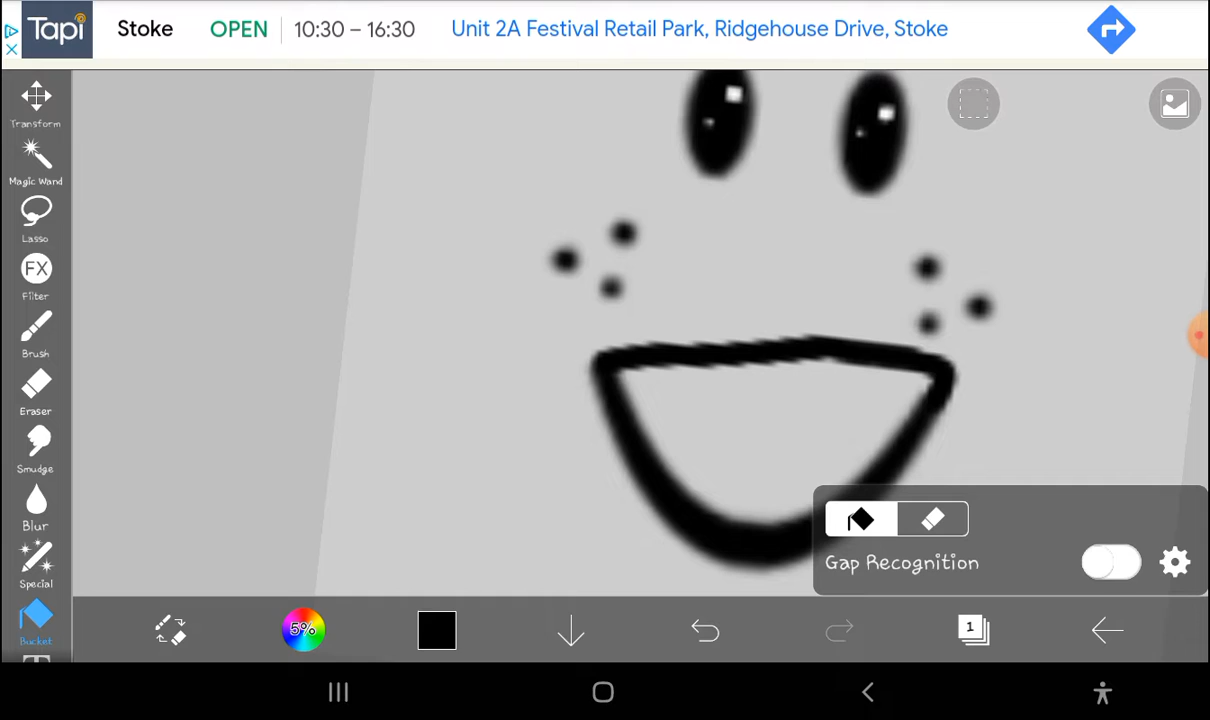 Tapi
Stoke OPEN 10:30 – 16:30 Unit 2A Festival Retail Park, Ridgehouse Drive, Stoke
Transform
Magic Wand
Lasso
FX
Filter
Brush
Eraser
Smudge
Blur
Special
Bucket
Gap Recognition
5%
1